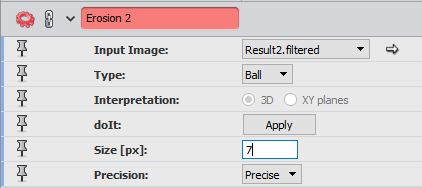 Erosion 2
Input Image: Result2.filtered
Type: Ball
Interpretation: 3D XY planes
doIt: Apply
Size [px]: 7
Precision: Precise